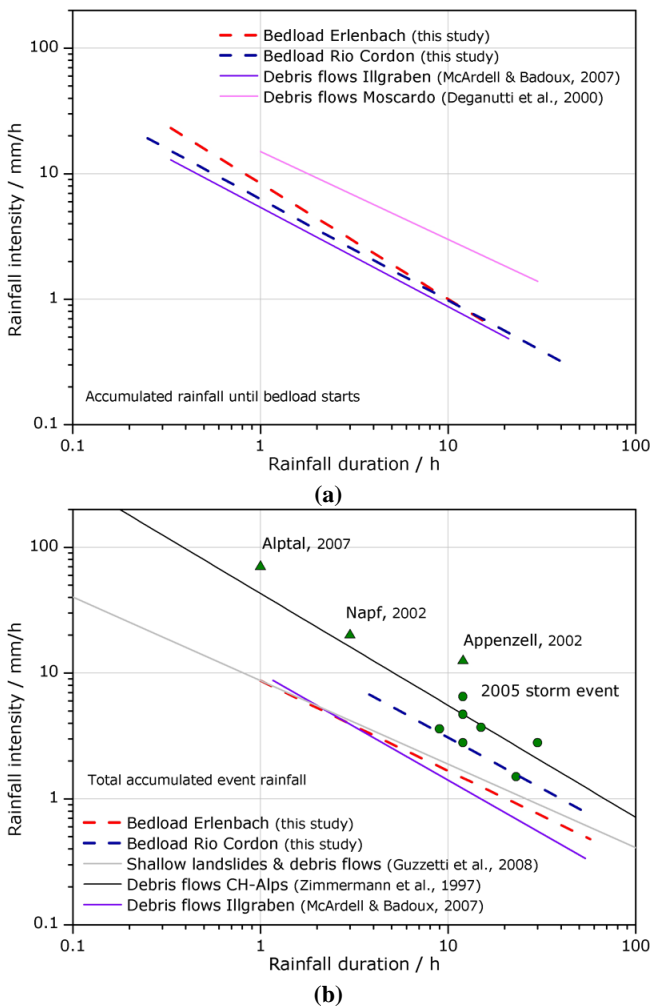 100
10
1
0.1
Rainfall intensity / mm/h
Bedload Erlenbach (this study)
Bedload Rio Cordon (this study)
Debris flows Illgraben (McArdell & Badoux, 2007)
Debris flows Moscardo (Deganutti et al., 2000)
Accumulated rainfall until bedload starts
0.1 1 10 100
Rainfall duration / h
(a)
100
10
1
0.1
Rainfall intensity / mm/h
Alptal, 2007
Napf, 2002
Appenzell, 2002
2005 storm event
Total accumulated event rainfall
Bedload Erlenbach (this study)
Bedload Rio Cordon (this study)
Shallow landslides & debris flows (Guzzetti et al., 2008)
Debris flows CH-Alps (Zimmermann et al., 1997)
Debris flows Illgraben (McArdell & Badoux, 2007)
0.1 1 10 100
Rainfall duration / h
(b)